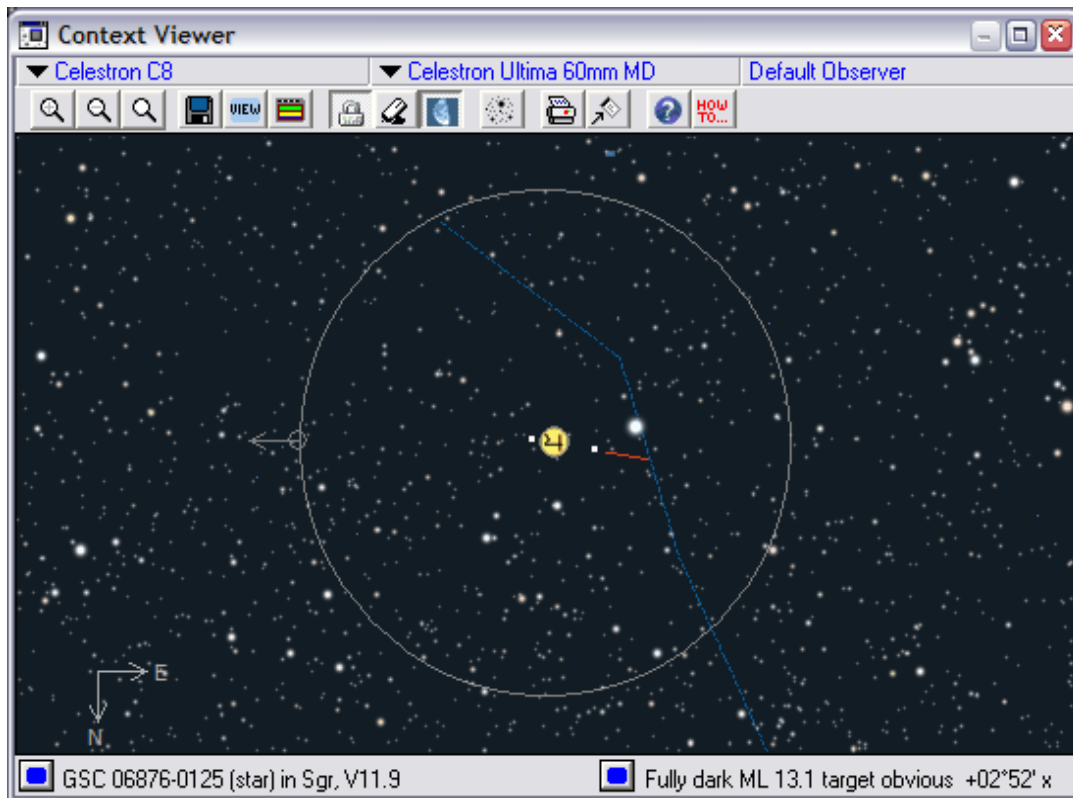 Context Viewer
Celestron C8 Celestron Ultima 60mm MD Default Observer
VIEW HOW TO...
E
N
GSC 06876-0125 (star) in Sgr, V11.9 Fully dark ML 13.1 target obvious +02°52' x